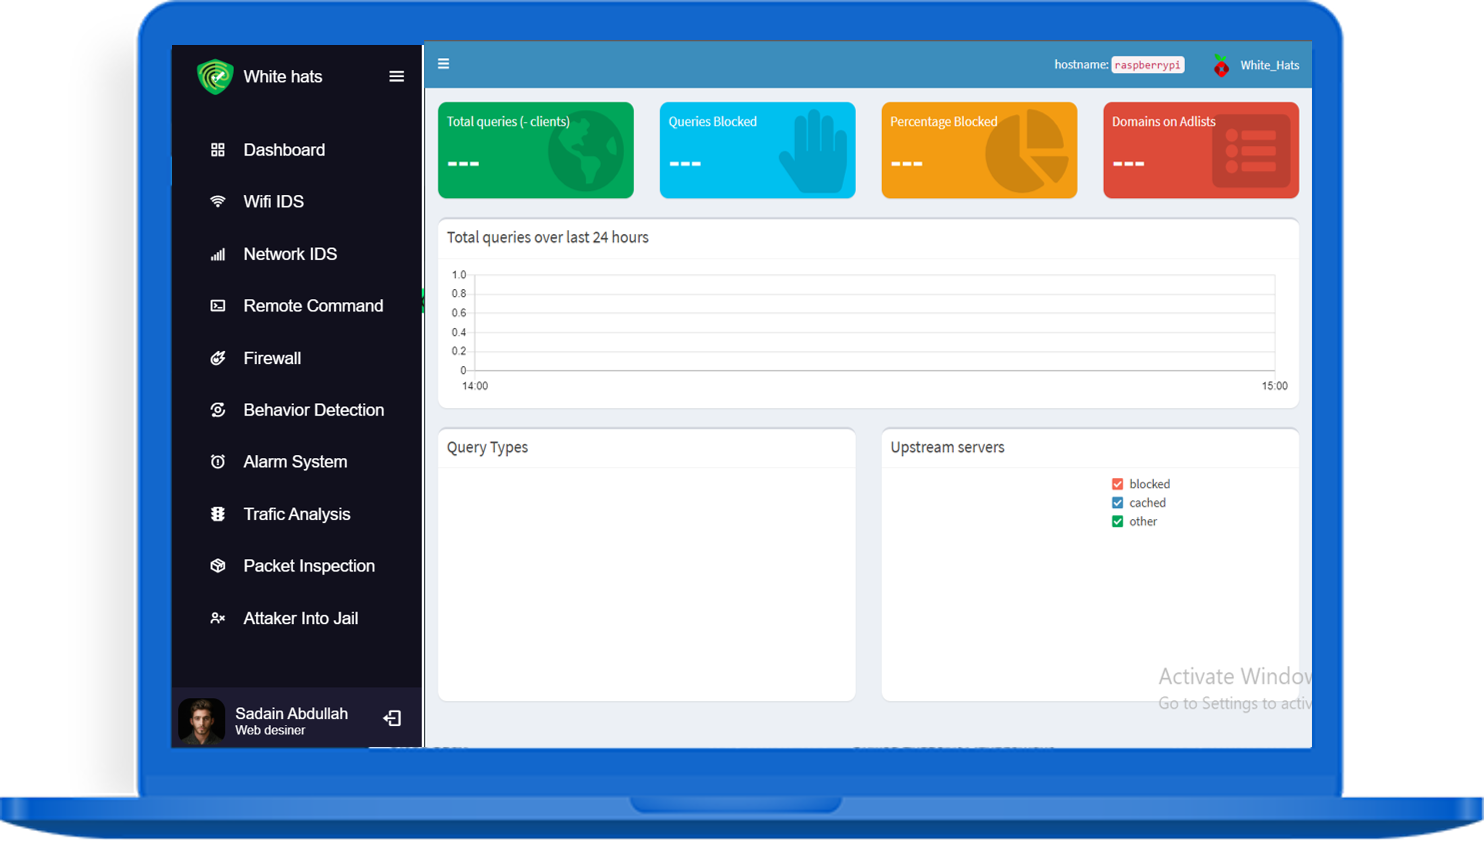 White hats
Dashboard
Wifi IDS
Network IDS
Remote Command
Firewall
Behavior Detection
Alarm System
Trafic Analysis
Packet Inspection
Attaker Into Jail
Sadain Abdullah
Web desiner
hostname: raspberrypi
White_Hats
Total queries (- clients)
---
Queries Blocked
---
Percentage Blocked
---
Domains on Adlists
---
Total queries over last 24 hours
1.0
0.8
0.6
0.4
0.2
0
14:00 15:00
Query Types
Upstream servers
blocked
cached
other
Activate Window
Go to Settings to activ